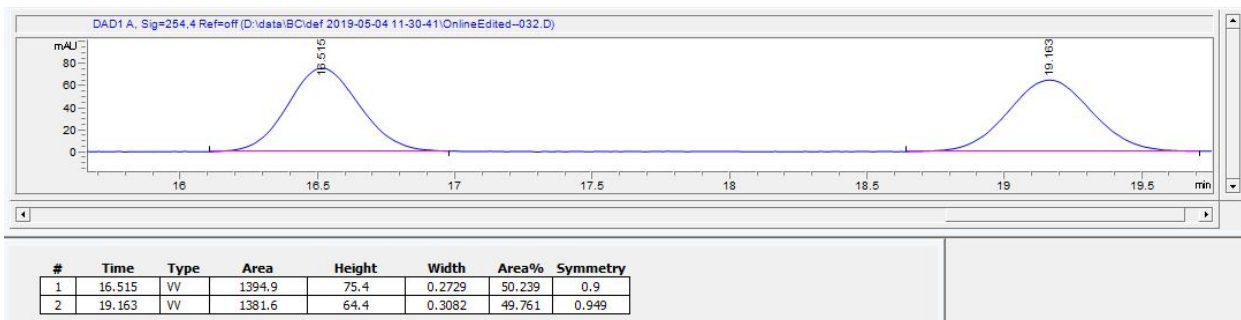 DAD1 A, Sig=254,4 Ref=off (D:\data\BC\def 2019-05-04 11-30-41\OnlineEdited--032.D)
mAU
80
60
40
20
0
16.515
19.163
16 16.5 17 17.5 18 18.5 19 19.5 min
# Time Type Area Height Width Area% Symmetry
1 16.515 VV 1394.9 75.4 0.2729 50.239 0.9
2 19.163 VV 1381.6 64.4 0.3082 49.761 0.949